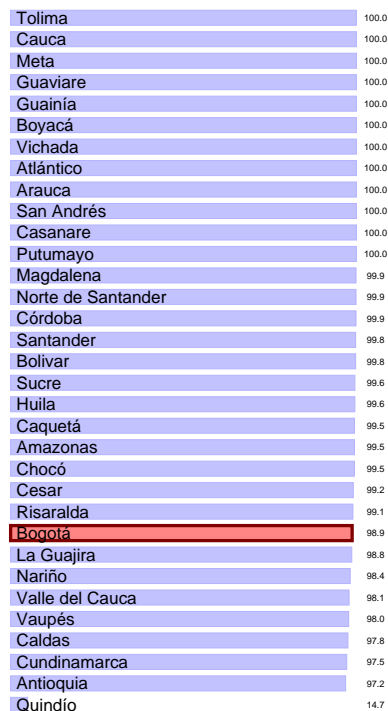 Tolima 100.0
Cauca 100.0
Meta 100.0
Guaviare 100.0
Guainía 100.0
Boyacá 100.0
Vichada 100.0
Atlántico 100.0
Arauca 100.0
San Andrés 100.0
Casanare 100.0
Putumayo 100.0
Magdalena 99.9
Norte de Santander 99.9
Córdoba 99.9
Santander 99.8
Bolivar 99.8
Sucre 99.6
Huila 99.6
Caquetá 99.5
Amazonas 99.5
Chocó 99.5
Cesar 99.2
Risaralda 99.1
Bogotá 98.9
La Guajira 98.8
Nariño 98.4
Valle del Cauca 98.1
Vaupés 98.0
Caldas 97.8
Cundinamarca 97.5
Antioquia 97.2
Quindío 14.7